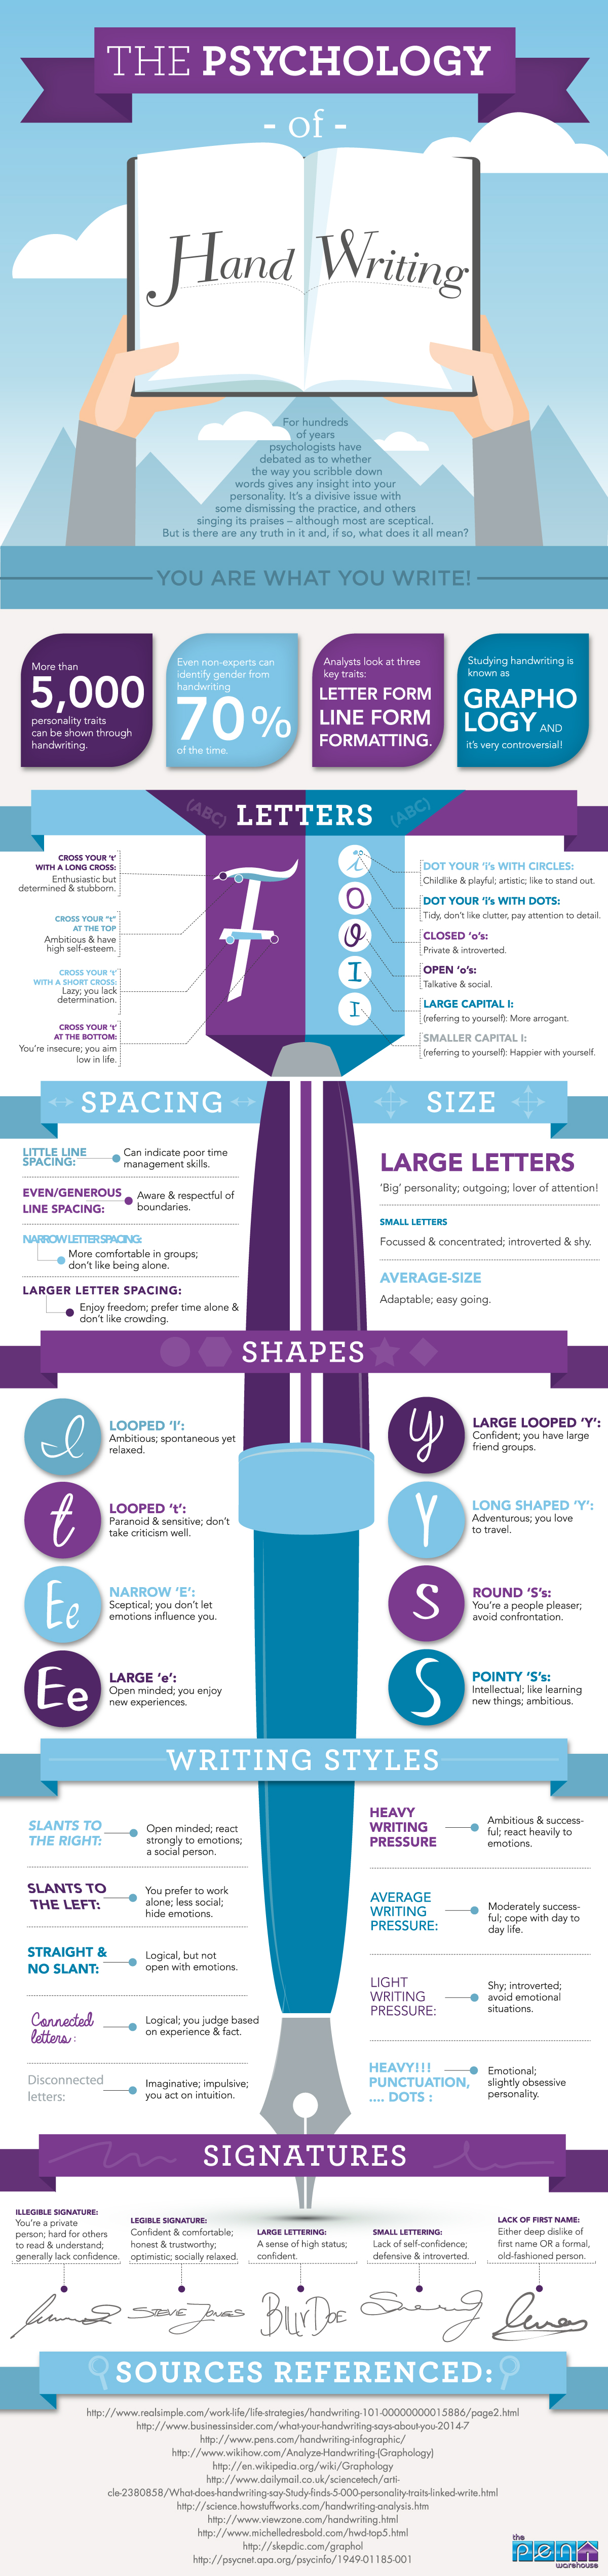 THE PSYCHOLOGY
- of -
Hand Writing
For hundreds
of years
psychologists have
debated as to whether
the way you scribble down
words gives any insight into your
personality. It's a divisive issue with
some dismissing the practice, and others
singing its praises – although most are sceptical.
But is there are any truth in it and, if so, what does it all mean?
YOU ARE WHAT YOU WRITE!
More than
5,000
personality traits
can be shown through
handwriting.
Even non-experts can
identify gender from
handwriting
70%
of the time.
Analysts look at three
key traits:
LETTER FORM
LINE FORM
FORMATTING.
Studying handwriting is
known as
GRAPHO
LOGY AND
it's very controversial!
(ABC) LETTERS (ABC)
CROSS YOUR 't'
WITH A LONG CROSS:
Enthusiastic but
determined & stubborn.
CROSS YOUR "t"
AT THE TOP
Ambitious & have
high self-esteem.
CROSS YOUR 't'
WITH A SHORT CROSS:
Lazy; you lack
determination.
CROSS YOUR 't'
AT THE BOTTOM:
You're insecure; you aim
low in life.
i
O
O
I
I
DOT YOUR 'i's WITH CIRCLES:
Childlike & playful; artistic; like to stand out.
DOT YOUR 'i's WITH DOTS:
Tidy, don't like clutter, pay attention to detail.
CLOSED 'o's:
Private & introverted.
OPEN 'o's:
Talkative & social.
LARGE CAPITAL I:
(referring to yourself): More arrogant.
SMALLER CAPITAL I:
(referring to yourself): Happier with yourself.
SPACING
LITTLE LINE
SPACING:
Can indicate poor time
management skills.
EVEN/GENEROUS
LINE SPACING:
Aware & respectful of
boundaries.
NARROW LETTER SPACING:
More comfortable in groups;
don't like being alone.
LARGER LETTER SPACING:
Enjoy freedom; prefer time alone &
don't like crowding.
SIZE
LARGE LETTERS
'Big' personality; outgoing; lover of attention!
SMALL LETTERS
Focussed & concentrated; introverted & shy.
AVERAGE-SIZE
Adaptable; easy going.
SHAPES
LOOPED 'l':
Ambitious; spontaneous yet
relaxed.
t
LOOPED 't':
Paranoid & sensitive; don't
take criticism well.
Ee
NARROW 'E':
Sceptical; you don't let
emotions influence you.
Ee
LARGE 'e':
Open minded; you enjoy
new experiences.
y
LARGE LOOPED 'Y':
Confident; you have large
friend groups.
Y
LONG SHAPED 'Y':
Adventurous; you love
to travel.
S
ROUND 'S's:
You're a people pleaser;
avoid confrontation.
S
POINTY 'S's:
Intellectual; like learning
new things; ambitious.
WRITING STYLES
SLANTS TO
THE RIGHT:
Open minded; react
strongly to emotions;
a social person.
SLANTS TO
THE LEFT:
You prefer to work
alone; less social;
hide emotions.
STRAIGHT &
NO SLANT:
Logical, but not
open with emotions.
Connected
letters :
Logical; you judge based
on experience & fact.
Disconnected
letters:
Imaginative; impulsive;
you act on intuition.
HEAVY
WRITING
PRESSURE
Ambitious & success-
ful; react heavily to
emotions.
AVERAGE
WRITING
PRESSURE:
Moderately success-
ful; cope with day to
day life.
LIGHT
WRITING
PRESSURE:
Shy; introverted;
avoid emotional
situations.
HEAVY!!!
PUNCTUATION,
.... DOTS :
Emotional;
slightly obsessive
personality.
SIGNATURES
ILLEGIBLE SIGNATURE:
You're a private
person; hard for others
to read & understand;
generally lack confidence.
LEGIBLE SIGNATURE:
Confident & comfortable;
honest & trustworthy;
optimistic; socially relaxed.
STEVIE JONES
LARGE LETTERING:
A sense of high status;
confident.
BILLY DOE
SMALL LETTERING:
Lack of self-confidence;
defensive & introverted.
LACK OF FIRST NAME:
Either deep dislike of
first name OR a formal,
old-fashioned person.
SOURCES REFERENCED:
http://www.realsimple.com/work-life/life-strategies/handwriting-101-00000000015886/page2.html
http://www.businessinsider.com/what-your-handwriting-says-about-you-2014-7
http://www.pens.com/handwriting-infographic/
http://www.wikihow.com/Analyze-Handwriting-(Graphology)
http://en.wikipedia.org/wiki/Graphology
http://www.dailymail.co.uk/sciencetech/arti-
cle-2380858/What-does-handwriting-say-Study-finds-5-000-personality-traits-linked-write.html
http://science.howstuffworks.com/handwriting-analysis.htm
http://www.viewzone.com/handwriting.html
http://www.michelledresbold.com/hwd-top5.html
http://skepdic.com/graphol
http://psycnet.apa.org/psycinfo/1949-01185-001
the
pen
warehouse